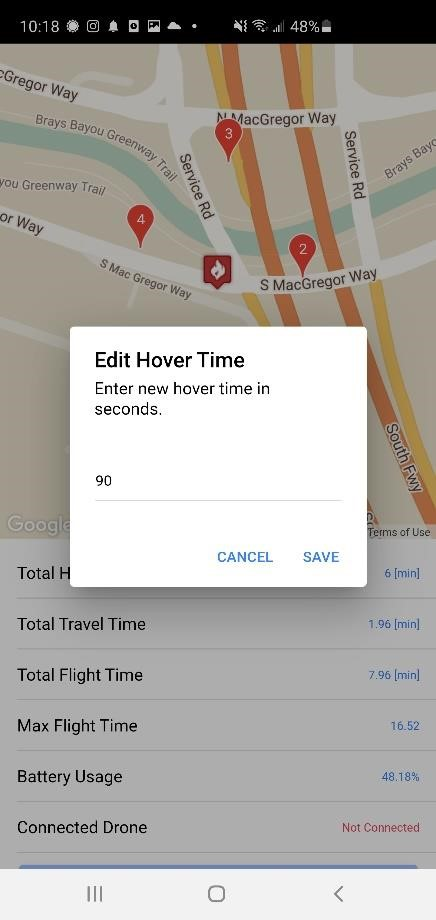 10:18
48%
cGregor Way
N MacGregor Way
Brays Bayou Greenway Trail
Service Rd
Service Rd
Brays
you Greenway Trail
3
4
or Way
2
S Mac Gregor Way
S MacGregor Way
Edit Hover Time
Enter new hover time in
seconds.
90
South Fwy
Google
Terms of Use
CANCEL
SAVE
Total H
6 [min]
Total Travel Time
1.96 [min]
Total Flight Time
7.96 [min]
Max Flight Time
16.52
Battery Usage
48.18%
Connected Drone
Not Connected